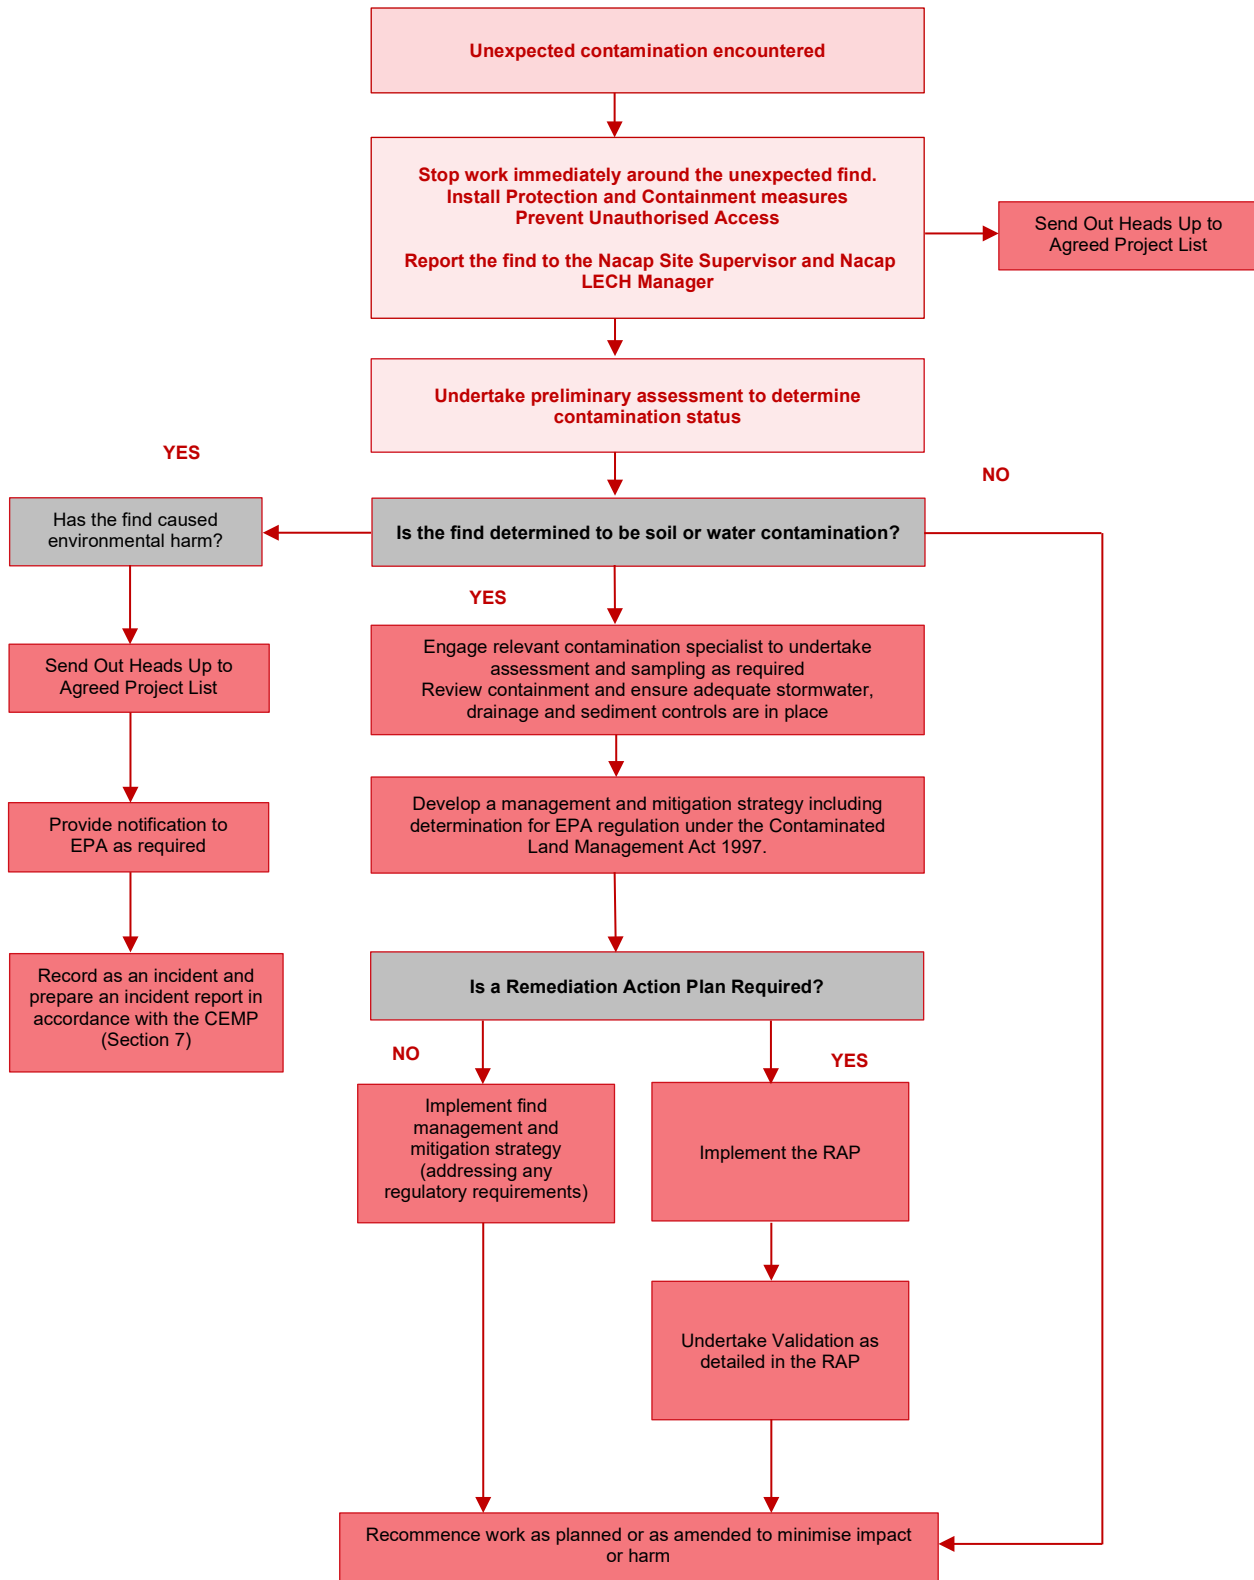 Unexpected contamination encountered
Stop work immediately around the unexpected find.
Install Protection and Containment measures
Prevent Unauthorised Access
Report the find to the Nacap Site Supervisor and Nacap
LECH Manager
Send Out Heads Up to
Agreed Project List
Undertake preliminary assessment to determine
contamination status
YES
NO
Has the find caused
environmental harm?
Is the find determined to be soil or water contamination?
YES
Send Out Heads Up to
Agreed Project List
Engage relevant contamination specialist to undertake
assessment and sampling as required
Review containment and ensure adequate stormwater,
drainage and sediment controls are in place
Provide notification to
EPA as required
Develop a management and mitigation strategy including
determination for EPA regulation under the Contaminated
Land Management Act 1997.
Record as an incident and
prepare an incident report in
accordance with the CEMP
(Section 7)
Is a Remediation Action Plan Required?
NO
YES
Implement find
management and
mitigation strategy
(addressing any
regulatory requirements)
Implement the RAP
Undertake Validation as
detailed in the RAP
Recommence work as planned or as amended to minimise impact
or harm